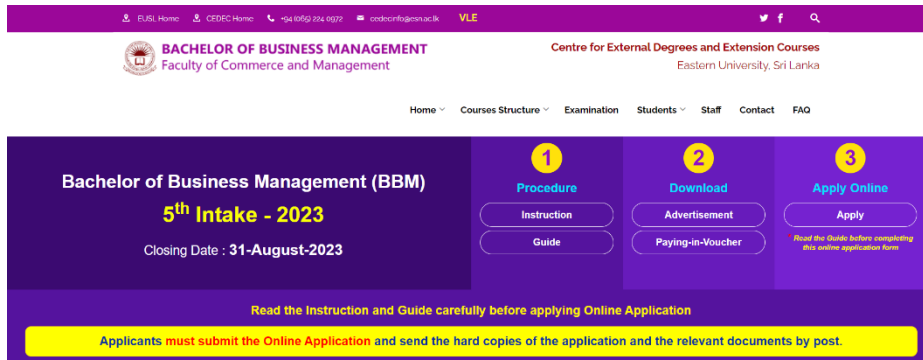 EUSL Home CEDEC Home +94 (065) 224 0972 cedecinfo@esn.ac.lk VLE
BACHELOR OF BUSINESS MANAGEMENT
Faculty of Commerce and Management
Centre for External Degrees and Extension Courses
Eastern University, Sri Lanka
Home Courses Structure Examination Students Staff Contact FAQ
Bachelor of Business Management (BBM)
5th Intake - 2023
Closing Date : 31-August-2023
1
Procedure
Instruction
Guide
2
Download
Advertisement
Paying-in-Voucher
3
Apply Online
Apply
* Read the Guide before completing
this online application form
Read the Instruction and Guide carefully before applying Online Application
Applicants must submit the Online Application and send the hard copies of the application and the relevant documents by post.